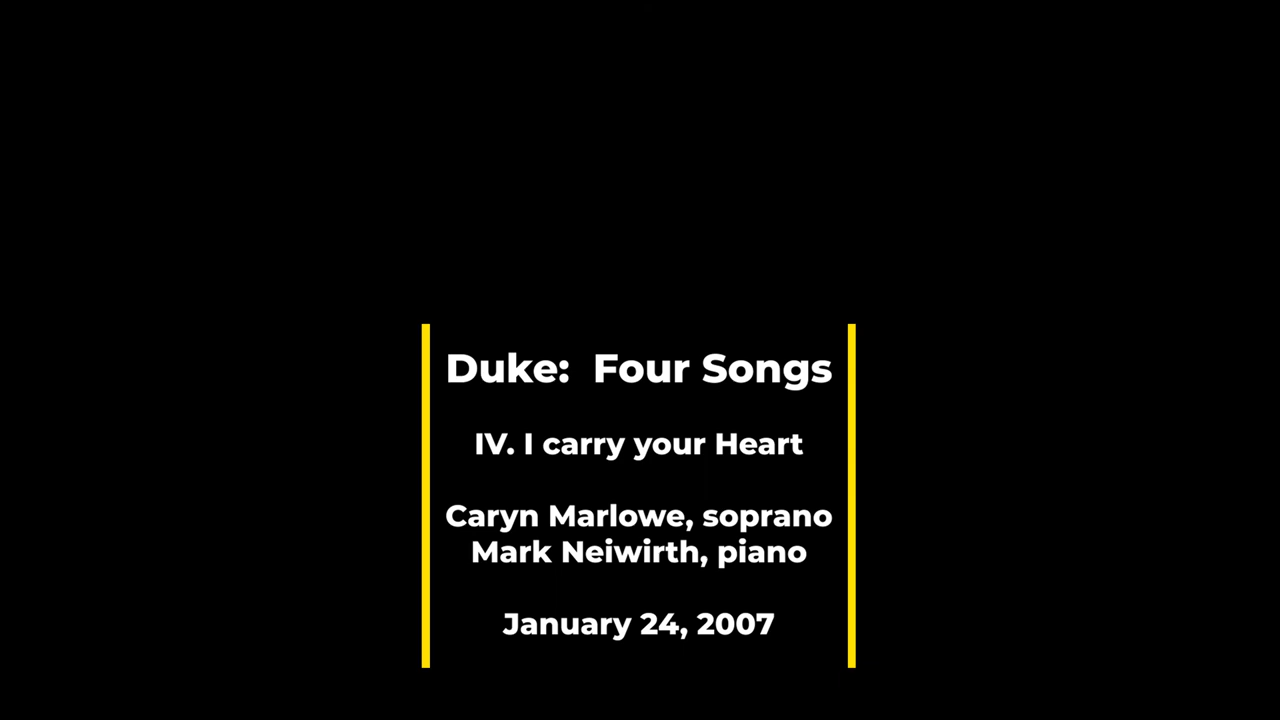 Duke:  Four Songs
IV. I carry your Heart
Caryn Marlowe, soprano
Mark Neiwirth, piano
January 24, 2007